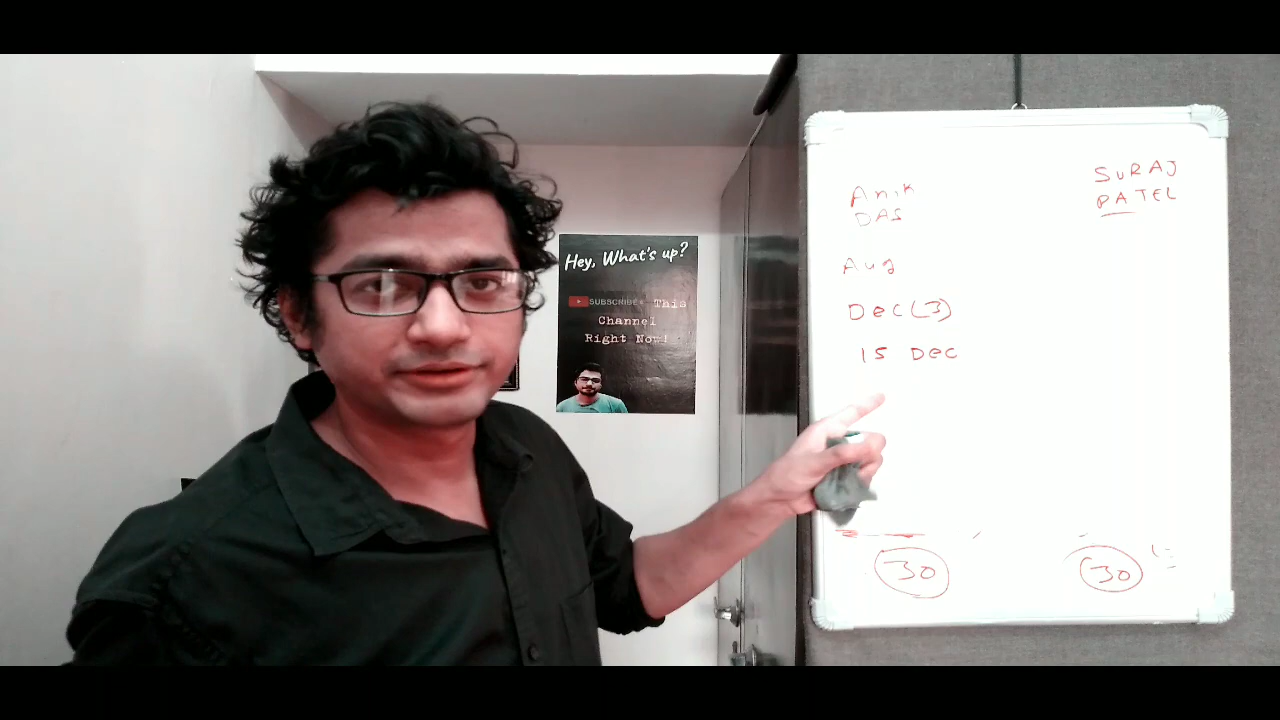 Hey, What's up?
SUBSCRIBE This
Channel
Right Now!
Anik
DAS
SURAJ
PATEL
Aug
Dec(3)
15 Dec
30
30